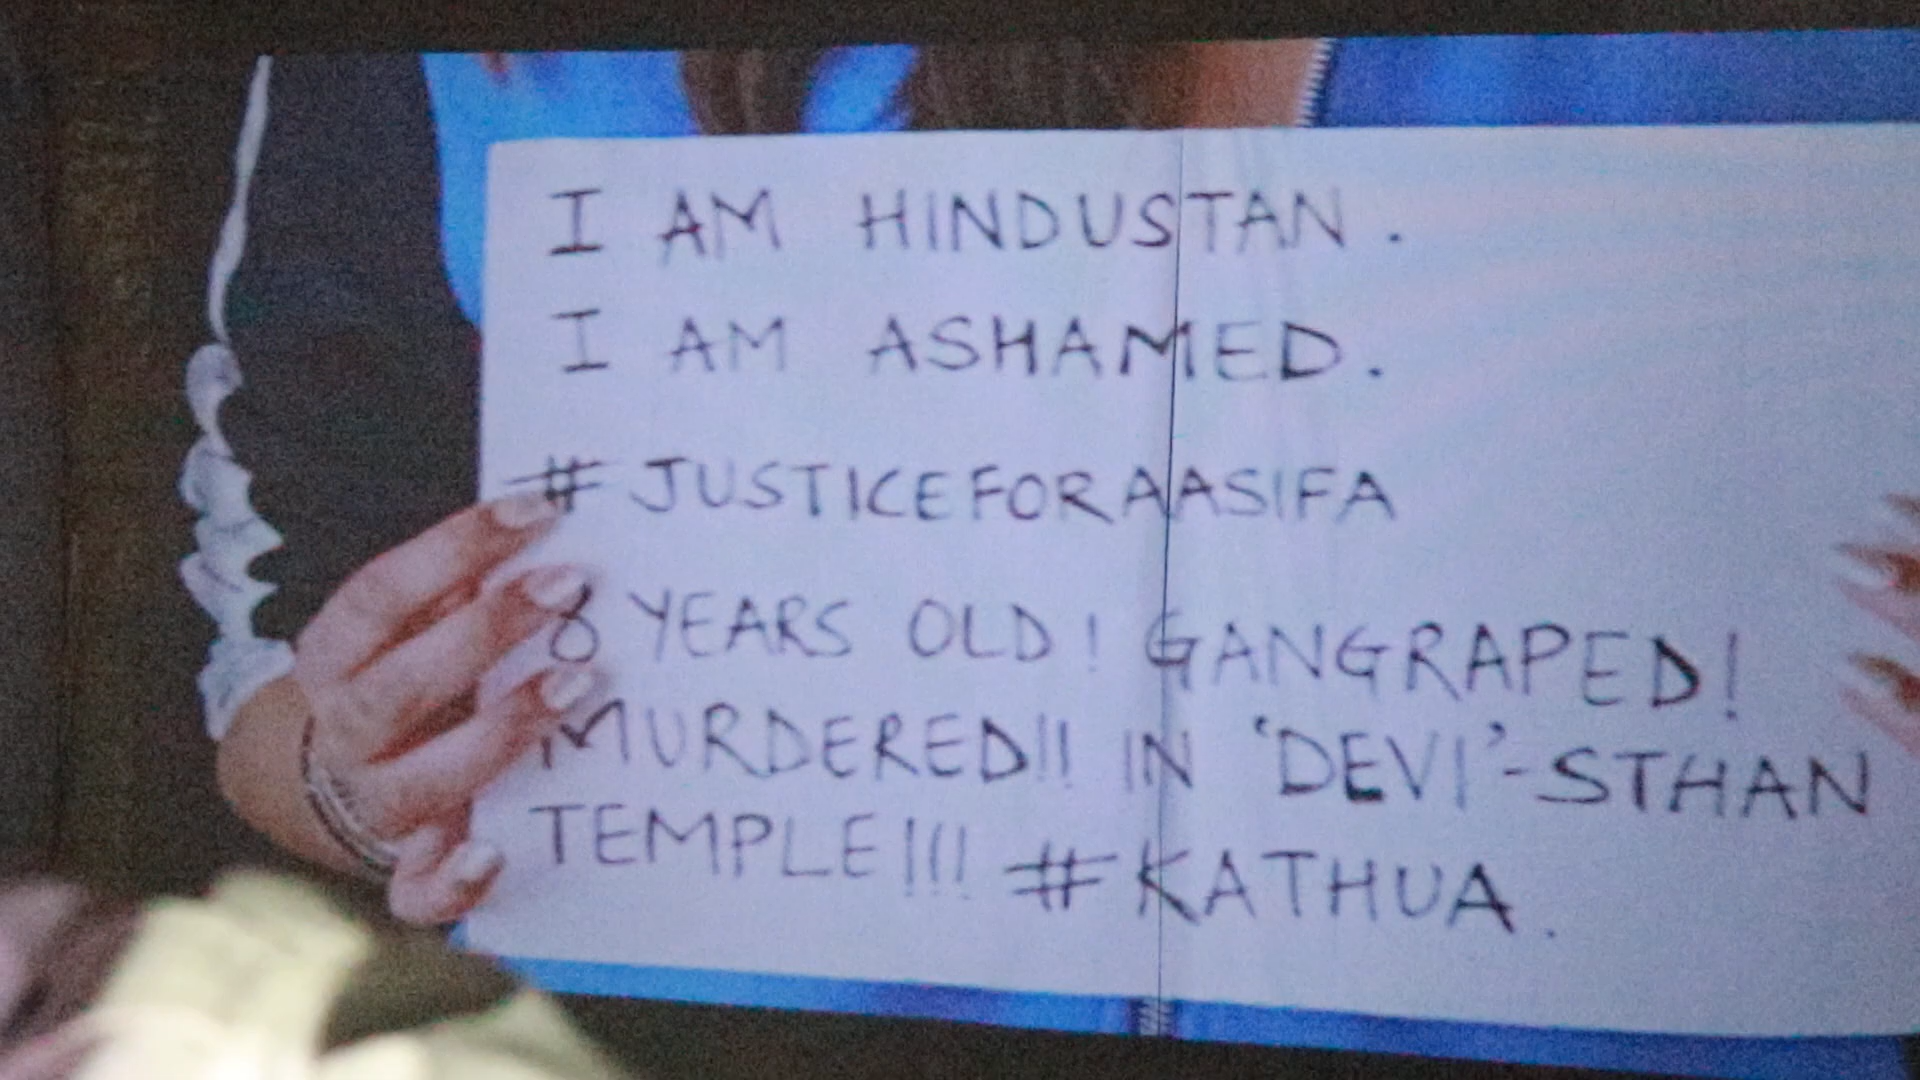 I AM HINDUSTAN.
I AM ASHAMED.
#JUSTICEFORAASIFA
8 YEARS OLD! GANGRAPED!
MURDERED!! IN 'DEVI'-STHAN
TEMPLE!!! #KATHUA.